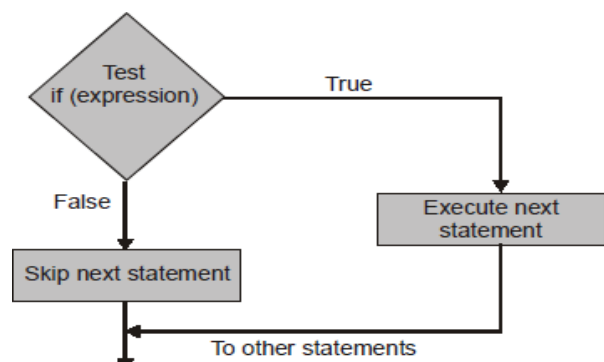 Test
if (expression)
True
False
Execute next
statement
Skip next statement
To other statements